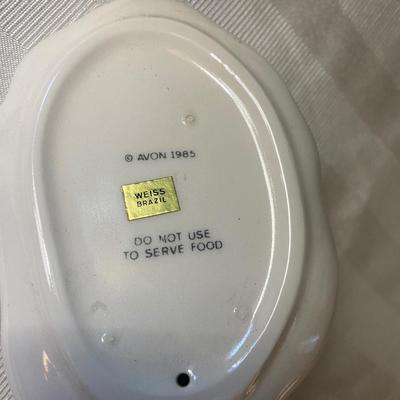 © AVON 1985
WEISS
BRAZIL
DO NOT USE
TO SERVE FOOD